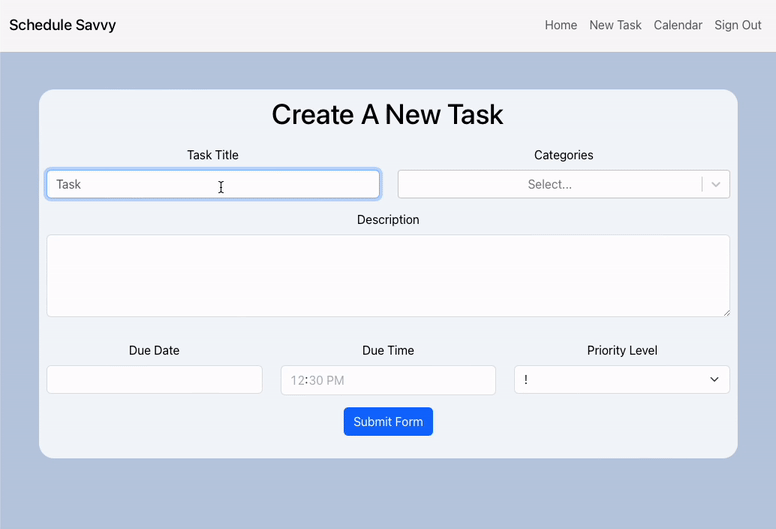 Schedule Savvy
Home New Task Calendar Sign Out
Create A New Task
Task Title Categories
Task Select...
Description
Due Date Due Time Priority Level
12:30 PM !
Submit Form